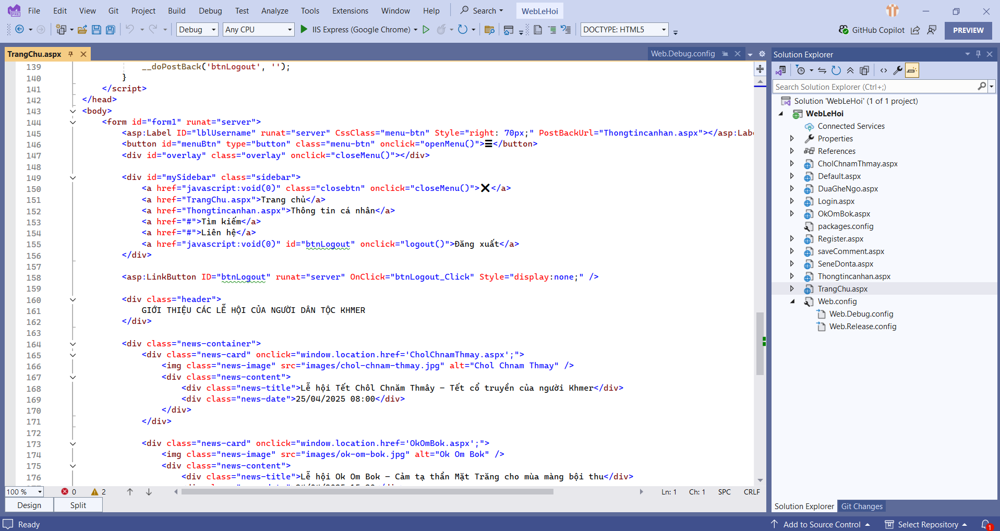 File Edit View Git Project Build Debug Test Analyze Tools Extensions Window Help Search WebLeHoi
Debug Any CPU IIS Express (Google Chrome) DOCTYPE: HTML5 GitHub Copilot PREVIEW
TrangChu.aspx Web.Debug.config
139 __doPostBack('btnLogout', '');
140 }
141 </script>
142 </head>
143 <body>
144 <form id="form1" runat="server">
145 <asp:Label ID="lblUsername" runat="server" CssClass="menu-btn" Style="right: 70px;" PostBackUrl="Thongtincanhan.aspx"></asp:Labe
146 <button id="menuBtn" type="button" class="menu-btn" onclick="openMenu()">☰</button>
147 <div id="overlay" class="overlay" onclick="closeMenu()"></div>
148
149 <div id="mySidebar" class="sidebar">
150 <a href="javascript:void(0)" class="closebtn" onclick="closeMenu()">❌</a>
151 <a href="TrangChu.aspx">Trang chủ</a>
152 <a href="Thongtincanhan.aspx">Thông tin cá nhân</a>
153 <a href="#">Tìm kiếm</a>
154 <a href="#">Liên hệ</a>
155 <a href="javascript:void(0)" id="btnLogout" onclick="logout()">Đăng xuất</a>
156 </div>
157
158 <asp:LinkButton ID="btnLogout" runat="server" OnClick="btnLogout_Click" Style="display:none;" />
159
160 <div class="header">
161 GIỚI THIỆU CÁC LỄ HỘI CỦA NGƯỜI DÂN TỘC KHMER
162 </div>
163
164 <div class="news-container">
165 <div class="news-card" onclick="window.location.href='CholChnamThmay.aspx';">
166 <img class="news-image" src="images/chol-chnam-thmay.jpg" alt="Chol Chnam Thmay" />
167 <div class="news-content">
168 <div class="news-title">Lễ hội Tết Chôl Chnăm Thmây – Tết cổ truyền của người Khmer</div>
169 <div class="news-date">25/04/2025 08:00</div>
170 </div>
171 </div>
172
173 <div class="news-card" onclick="window.location.href='OkOmBok.aspx';">
174 <img class="news-image" src="images/ok-om-bok.jpg" alt="Ok Om Bok" />
175 <div class="news-content">
176 <div class="news-title">Lễ hội Ok Om Bok – Cảm tạ thần Mặt Trăng cho mùa màng bội thu</div>
100 % 0 2 Ln: 1 Ch: 1 SPC CRLF
Design Split
Solution Explorer
Search Solution Explorer (Ctrl+;)
Solution 'WebLeHoi' (1 of 1 project)
WebLeHoi
Connected Services
Properties
References
CholChnamThmay.aspx
Default.aspx
DuaGheNgo.aspx
Login.aspx
OkOmBok.aspx
packages.config
Register.aspx
saveComment.aspx
SeneDonta.aspx
Thongtincanhan.aspx
TrangChu.aspx
Web.config
Web.Debug.config
Web.Release.config
Solution Explorer Git Changes
Ready Add to Source Control Select Repository 1